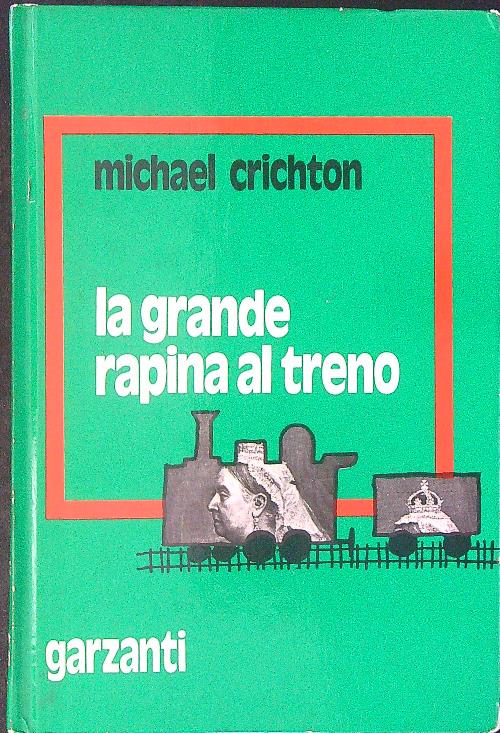 michael crichton
la grande
rapina al treno
garzanti